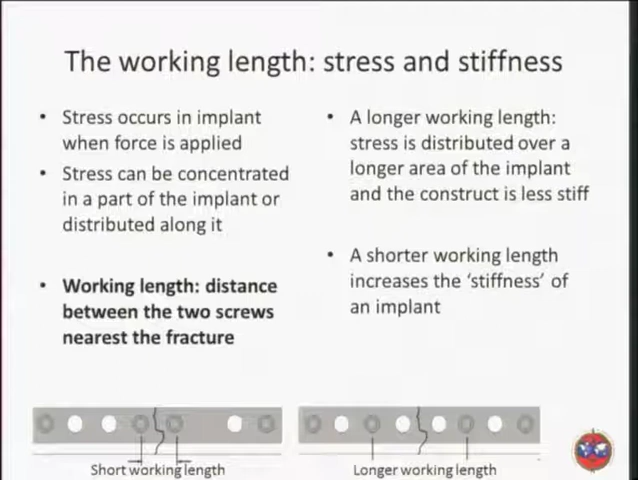 The working length: stress and stiffness
• Stress occurs in implant
when force is applied
• Stress can be concentrated
in a part of the implant or
distributed along it
• Working length: distance
between the two screws
nearest the fracture
• A longer working length:
stress is distributed over a
longer area of the implant
and the construct is less stiff
• A shorter working length
increases the ‘stiffness’ of
an implant
Short working length
Longer working length